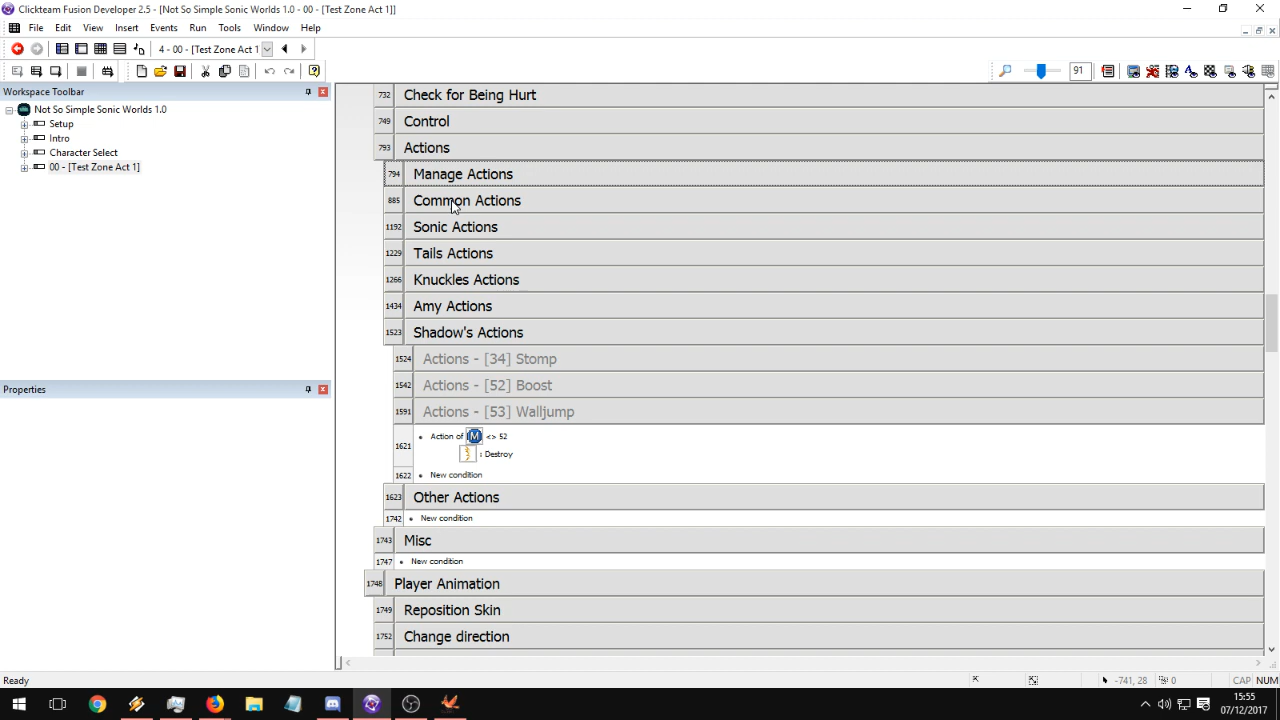 Clickteam Fusion Developer 2.5 - [Not So Simple Sonic Worlds 1.0 - 00 - [Test Zone Act 1]]
File Edit View Insert Events Run Tools Window Help
4 - 00 - [Test Zone Act 1
91
Workspace Toolbar
Not So Simple Sonic Worlds 1.0
Setup
Intro
Character Select
00 - [Test Zone Act 1]
Properties
732 Check for Being Hurt
749 Control
793 Actions
794 Manage Actions
885 Common Actions
1192 Sonic Actions
1229 Tails Actions
1266 Knuckles Actions
1434 Amy Actions
1523 Shadow's Actions
1524 Actions - [34] Stomp
1542 Actions - [52] Boost
1591 Actions - [53] Walljump
1621 • Action of M <> 52
: Destroy
1622 • New condition
1623 Other Actions
1742 • New condition
1743 Misc
1747 • New condition
1748 Player Animation
1749 Reposition Skin
1752 Change direction
Ready
-741, 28 0 CAP NUM
15:55
07/12/2017